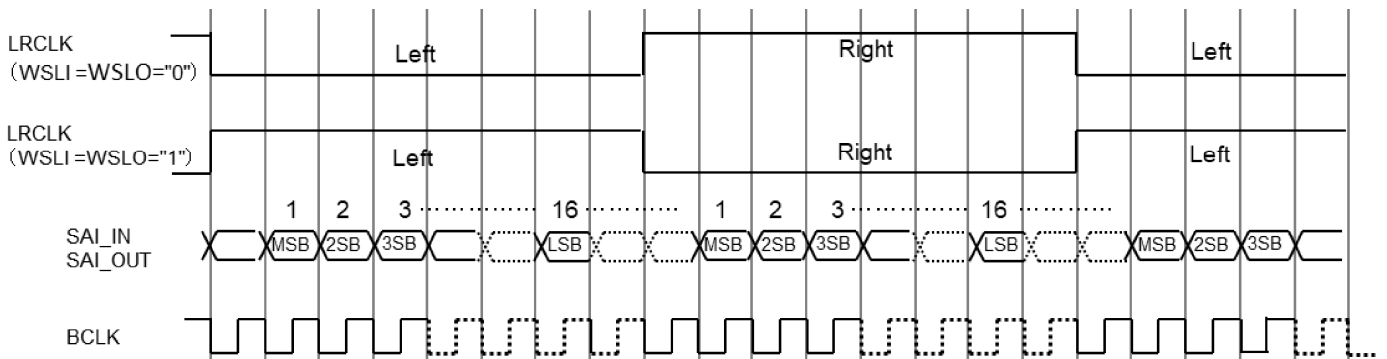 LRCLK
（WSLI =WSLO="0"）
Left
Right
Left
LRCLK
（WSLI =WSLO="1"）
Left
Right
Left
1 2 3 ········· 16 ········· 1 2 3 ········· 16 ·········
SAI_IN
SAI_OUT
MSB 2SB 3SB LSB MSB 2SB 3SB LSB MSB 2SB 3SB
BCLK